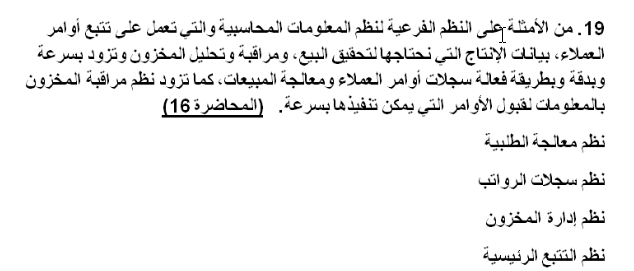 19. من الأمثلة على النظم الفرعية لنظم المعلومات المحاسبية والتي تعمل على تتبع أوامر
العملاء، بيانات الإنتاج التي نحتاجها لتحقيق البيع، ومراقبة وتحليل المخزون وتزود بسرعة
وبدقة وبطريقة فعالة سجلات أوامر العملاء ومعالجة المبيعات، كما تزود نظم مراقبة المخزون
بالمعلومات لقبول الأوامر التي يمكن تنفيذها بسرعة. (المحاضرة 16)
نظم معالجة الطلبية
نظم سجلات الرواتب
نظم إدارة المخزون
نظم التتبع الرئيسية